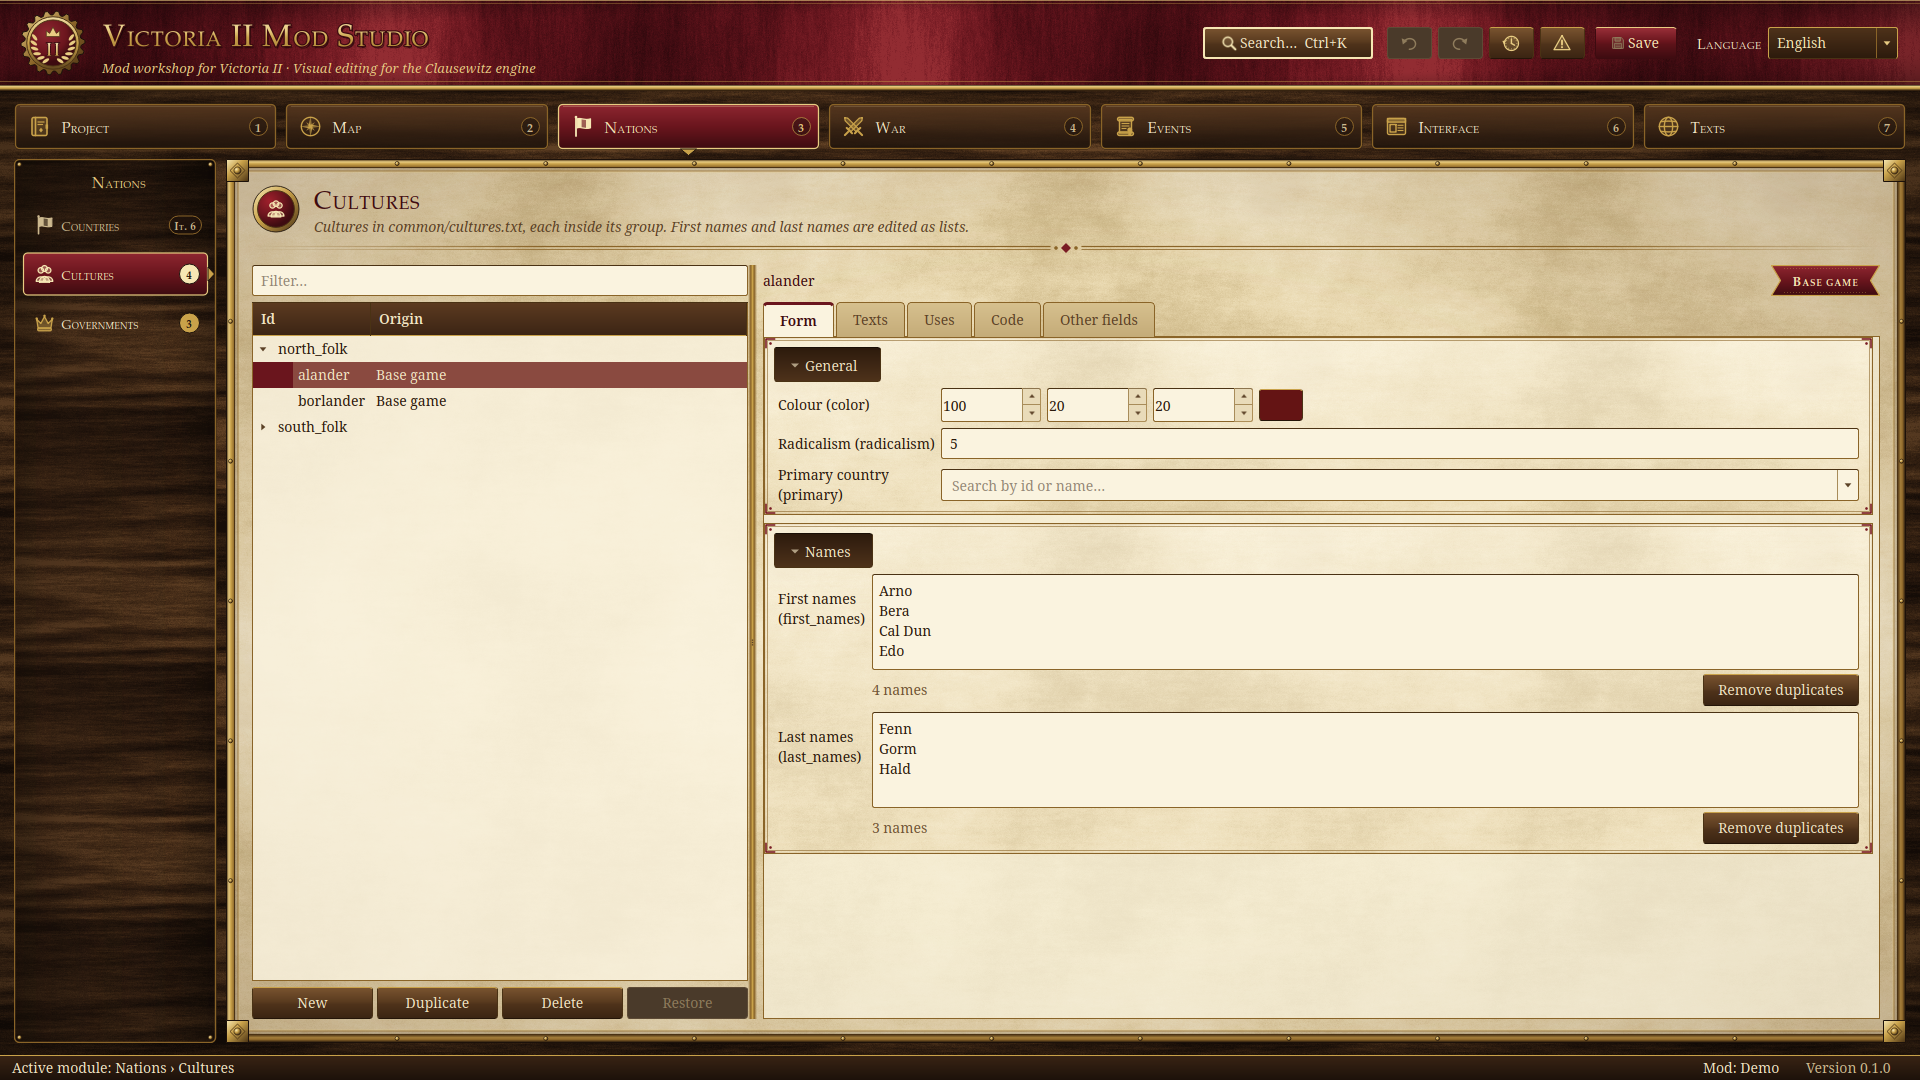 Victoria II Mod Studio
Mod workshop for Victoria II · Visual editing for the Clausewitz engine
Search... Ctrl+K
Save
Language
English
Project 1
Map 2
Nations 3
War 4
Events 5
Interface 6
Texts 7
Nations
Countries It. 6
Cultures 4
Governments 3
Cultures
Cultures in common/cultures.txt, each inside its group. First names and last names are edited as lists.
Filter...
Id Origin
north_folk
alander Base game
borlander Base game
south_folk
New
Duplicate
Delete
Restore
alander
Base game
Form
Texts
Uses
Code
Other fields
General
Colour (color) 100 20 20
Radicalism (radicalism) 5
Primary country
(primary)
Search by id or name...
Names
First names
(first_names)
Arno
Bera
Cal Dun
Edo
4 names
Remove duplicates
Last names
(last_names)
Fenn
Gorm
Hald
3 names
Remove duplicates
Active module: Nations › Cultures
Mod: Demo
Version 0.1.0